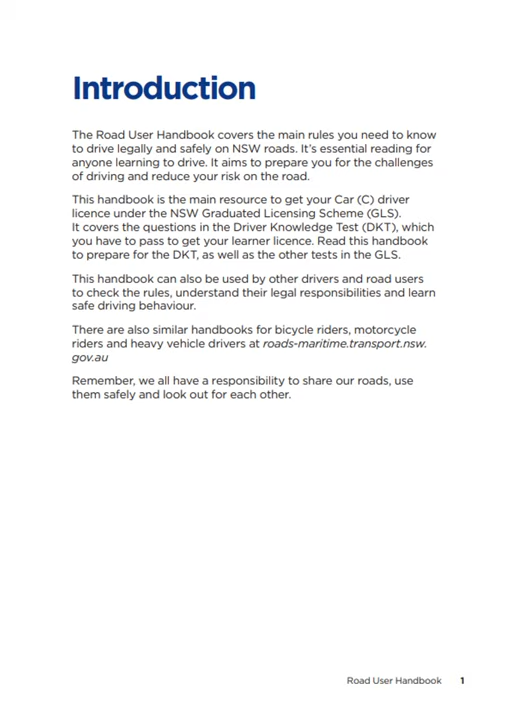 Introduction
The Road User Handbook covers the main rules you need to know
to drive legally and safely on NSW roads. It's essential reading for
anyone learning to drive. It aims to prepare you for the challenges
of driving and reduce your risk on the road.
This handbook is the main resource to get your Car (C) driver
licence under the NSW Graduated Licensing Scheme (GLS).
It covers the questions in the Driver Knowledge Test (DKT), which
you have to pass to get your learner licence. Read this handbook
to prepare for the DKT, as well as the other tests in the GLS.
This handbook can also be used by other drivers and road users
to check the rules, understand their legal responsibilities and learn
safe driving behaviour.
There are also similar handbooks for bicycle riders, motorcycle
riders and heavy vehicle drivers at roads-maritime.transport.nsw.
gov.au
Remember, we all have a responsibility to share our roads, use
them safely and look out for each other.
Road User Handbook 1